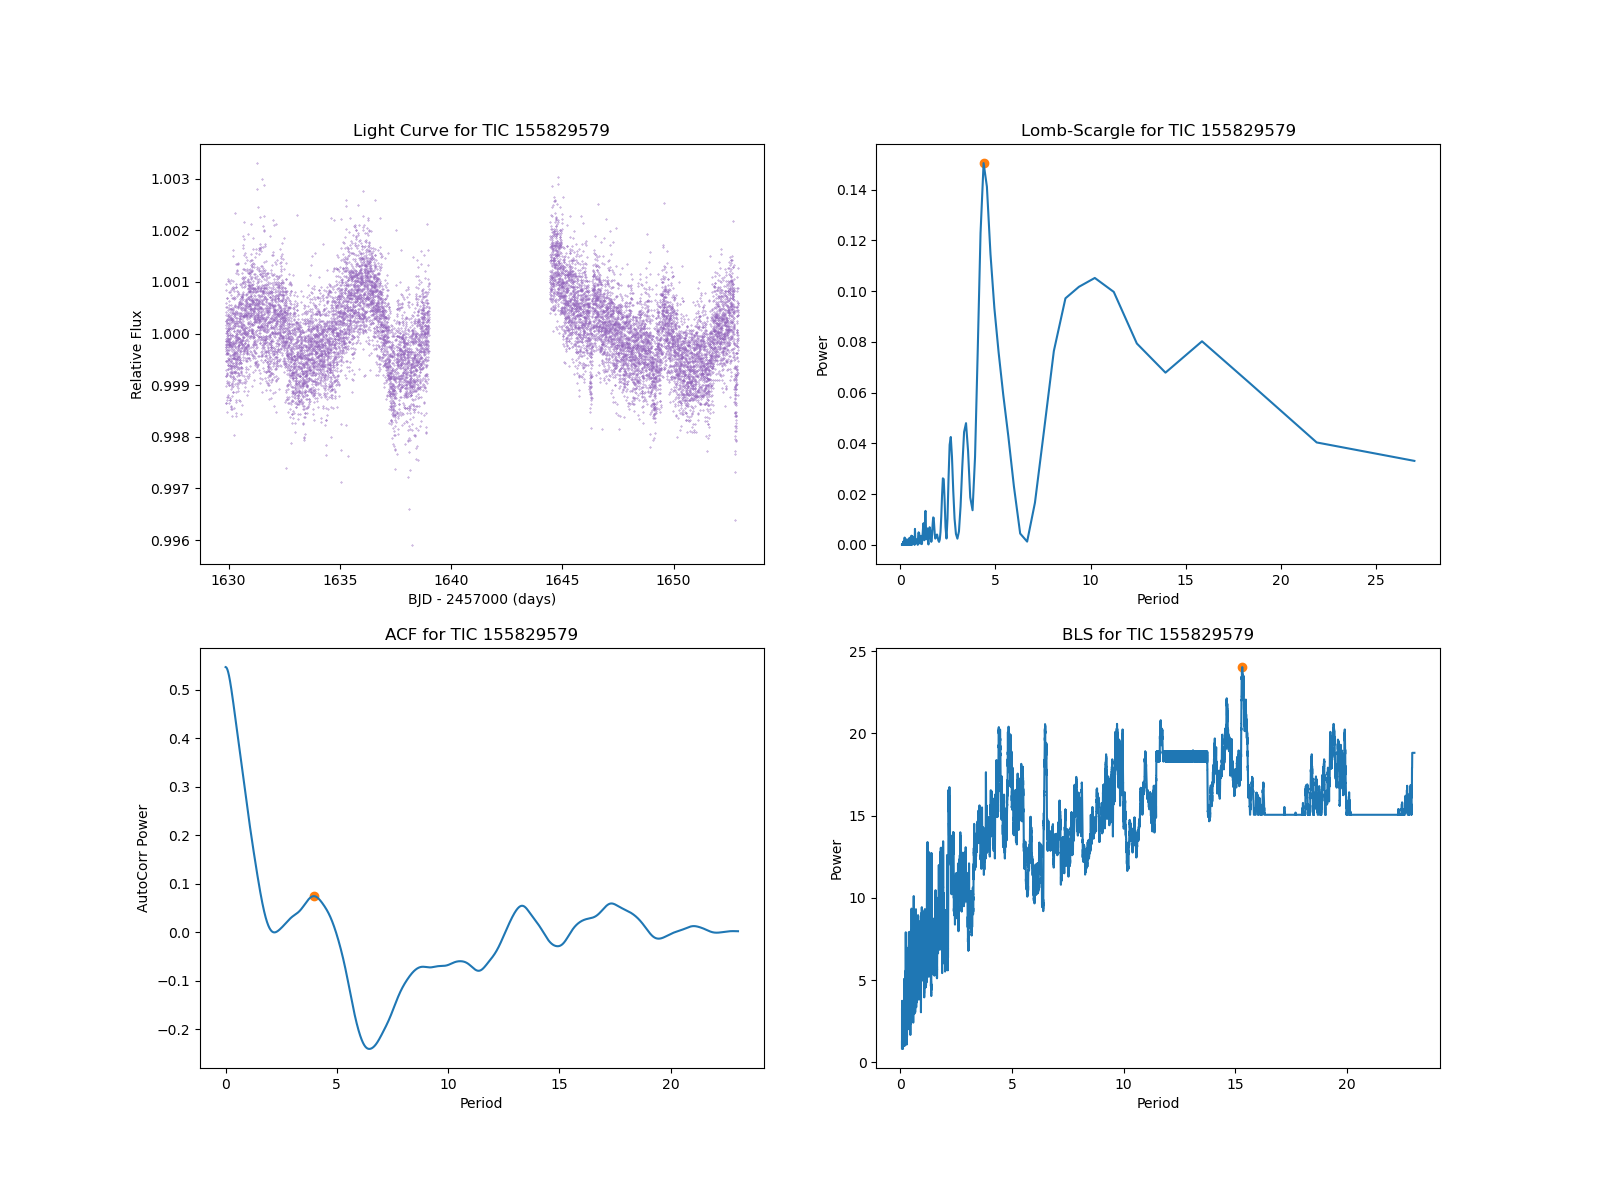 Light Curve for TIC 155829579
1.003
1.002
1.001
1.000
0.999
0.998
0.997
0.996
Relative Flux
1630 1635 1640 1645 1650
BJD - 2457000 (days)
Lomb-Scargle for TIC 155829579
0.14
0.12
0.10
0.08
0.06
0.04
0.02
0.00
Power
0 5 10 15 20 25
Period
ACF for TIC 155829579
0.5
0.4
0.3
0.2
0.1
0.0
−0.1
−0.2
AutoCorr Power
0 5 10 15 20
Period
BLS for TIC 155829579
25
20
15
10
5
0
Power
0 5 10 15 20
Period